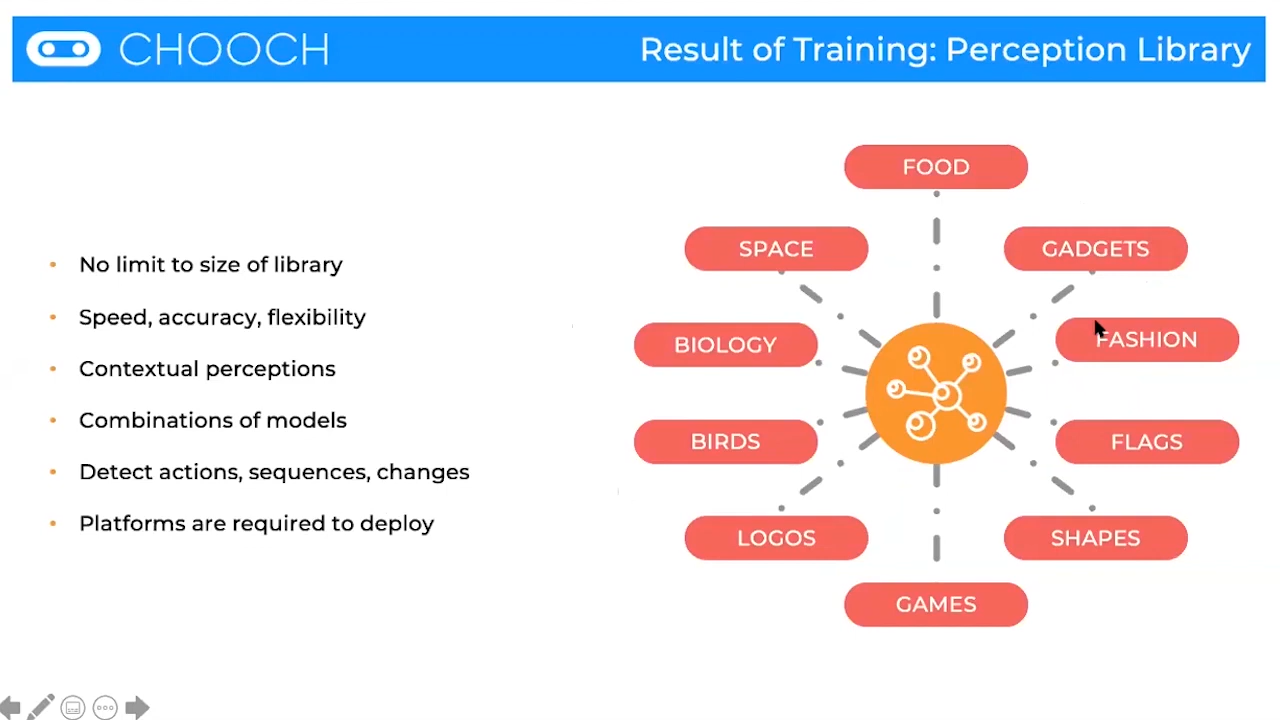 CHOOCH
Result of Training: Perception Library
No limit to size of library
Speed, accuracy, flexibility
Contextual perceptions
Combinations of models
Detect actions, sequences, changes
Platforms are required to deploy
FOOD
SPACE
GADGETS
BIOLOGY
FASHION
BIRDS
FLAGS
LOGOS
SHAPES
GAMES